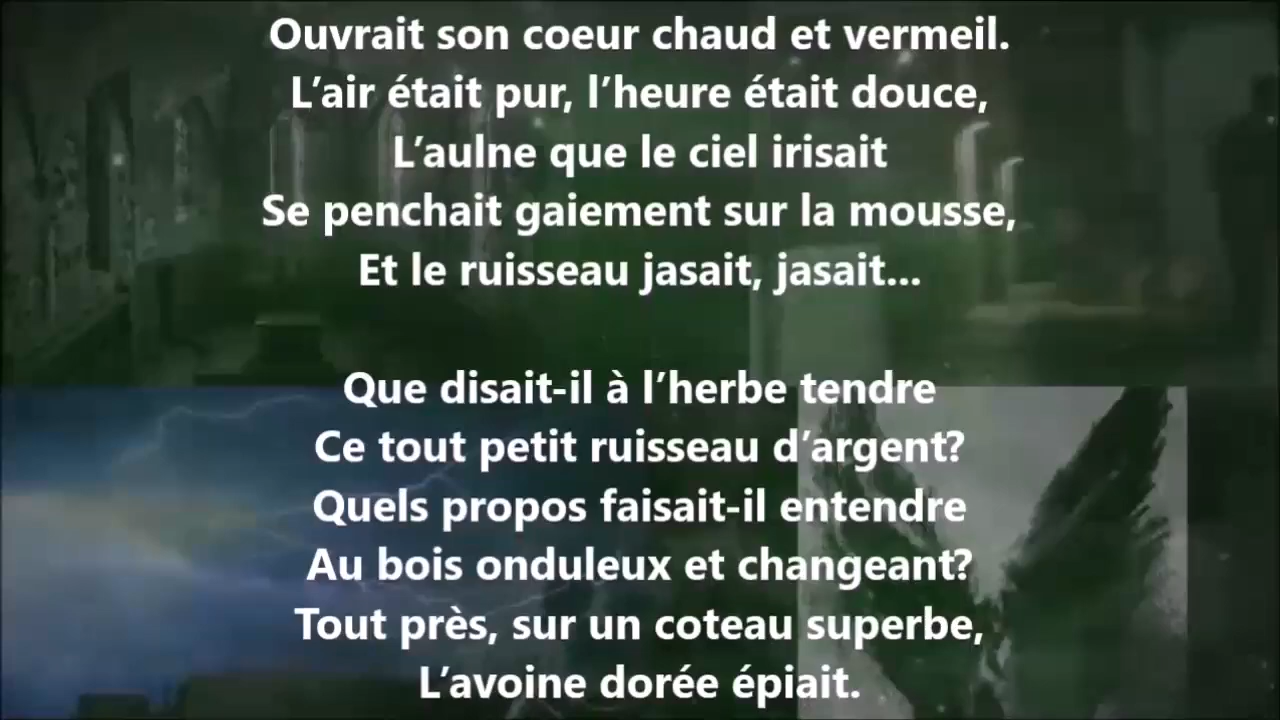 Ouvrait son coeur chaud et vermeil.
L’air était pur, l’heure était douce,
L’aulne que le ciel irisait
Se penchait gaiement sur la mousse,
Et le ruisseau jasait, jasait...
Que disait-il à l’herbe tendre
Ce tout petit ruisseau d’argent?
Quels propos faisait-il entendre
Au bois onduleux et changeant?
Tout près, sur un coteau superbe,
L’avoine dorée épiait.